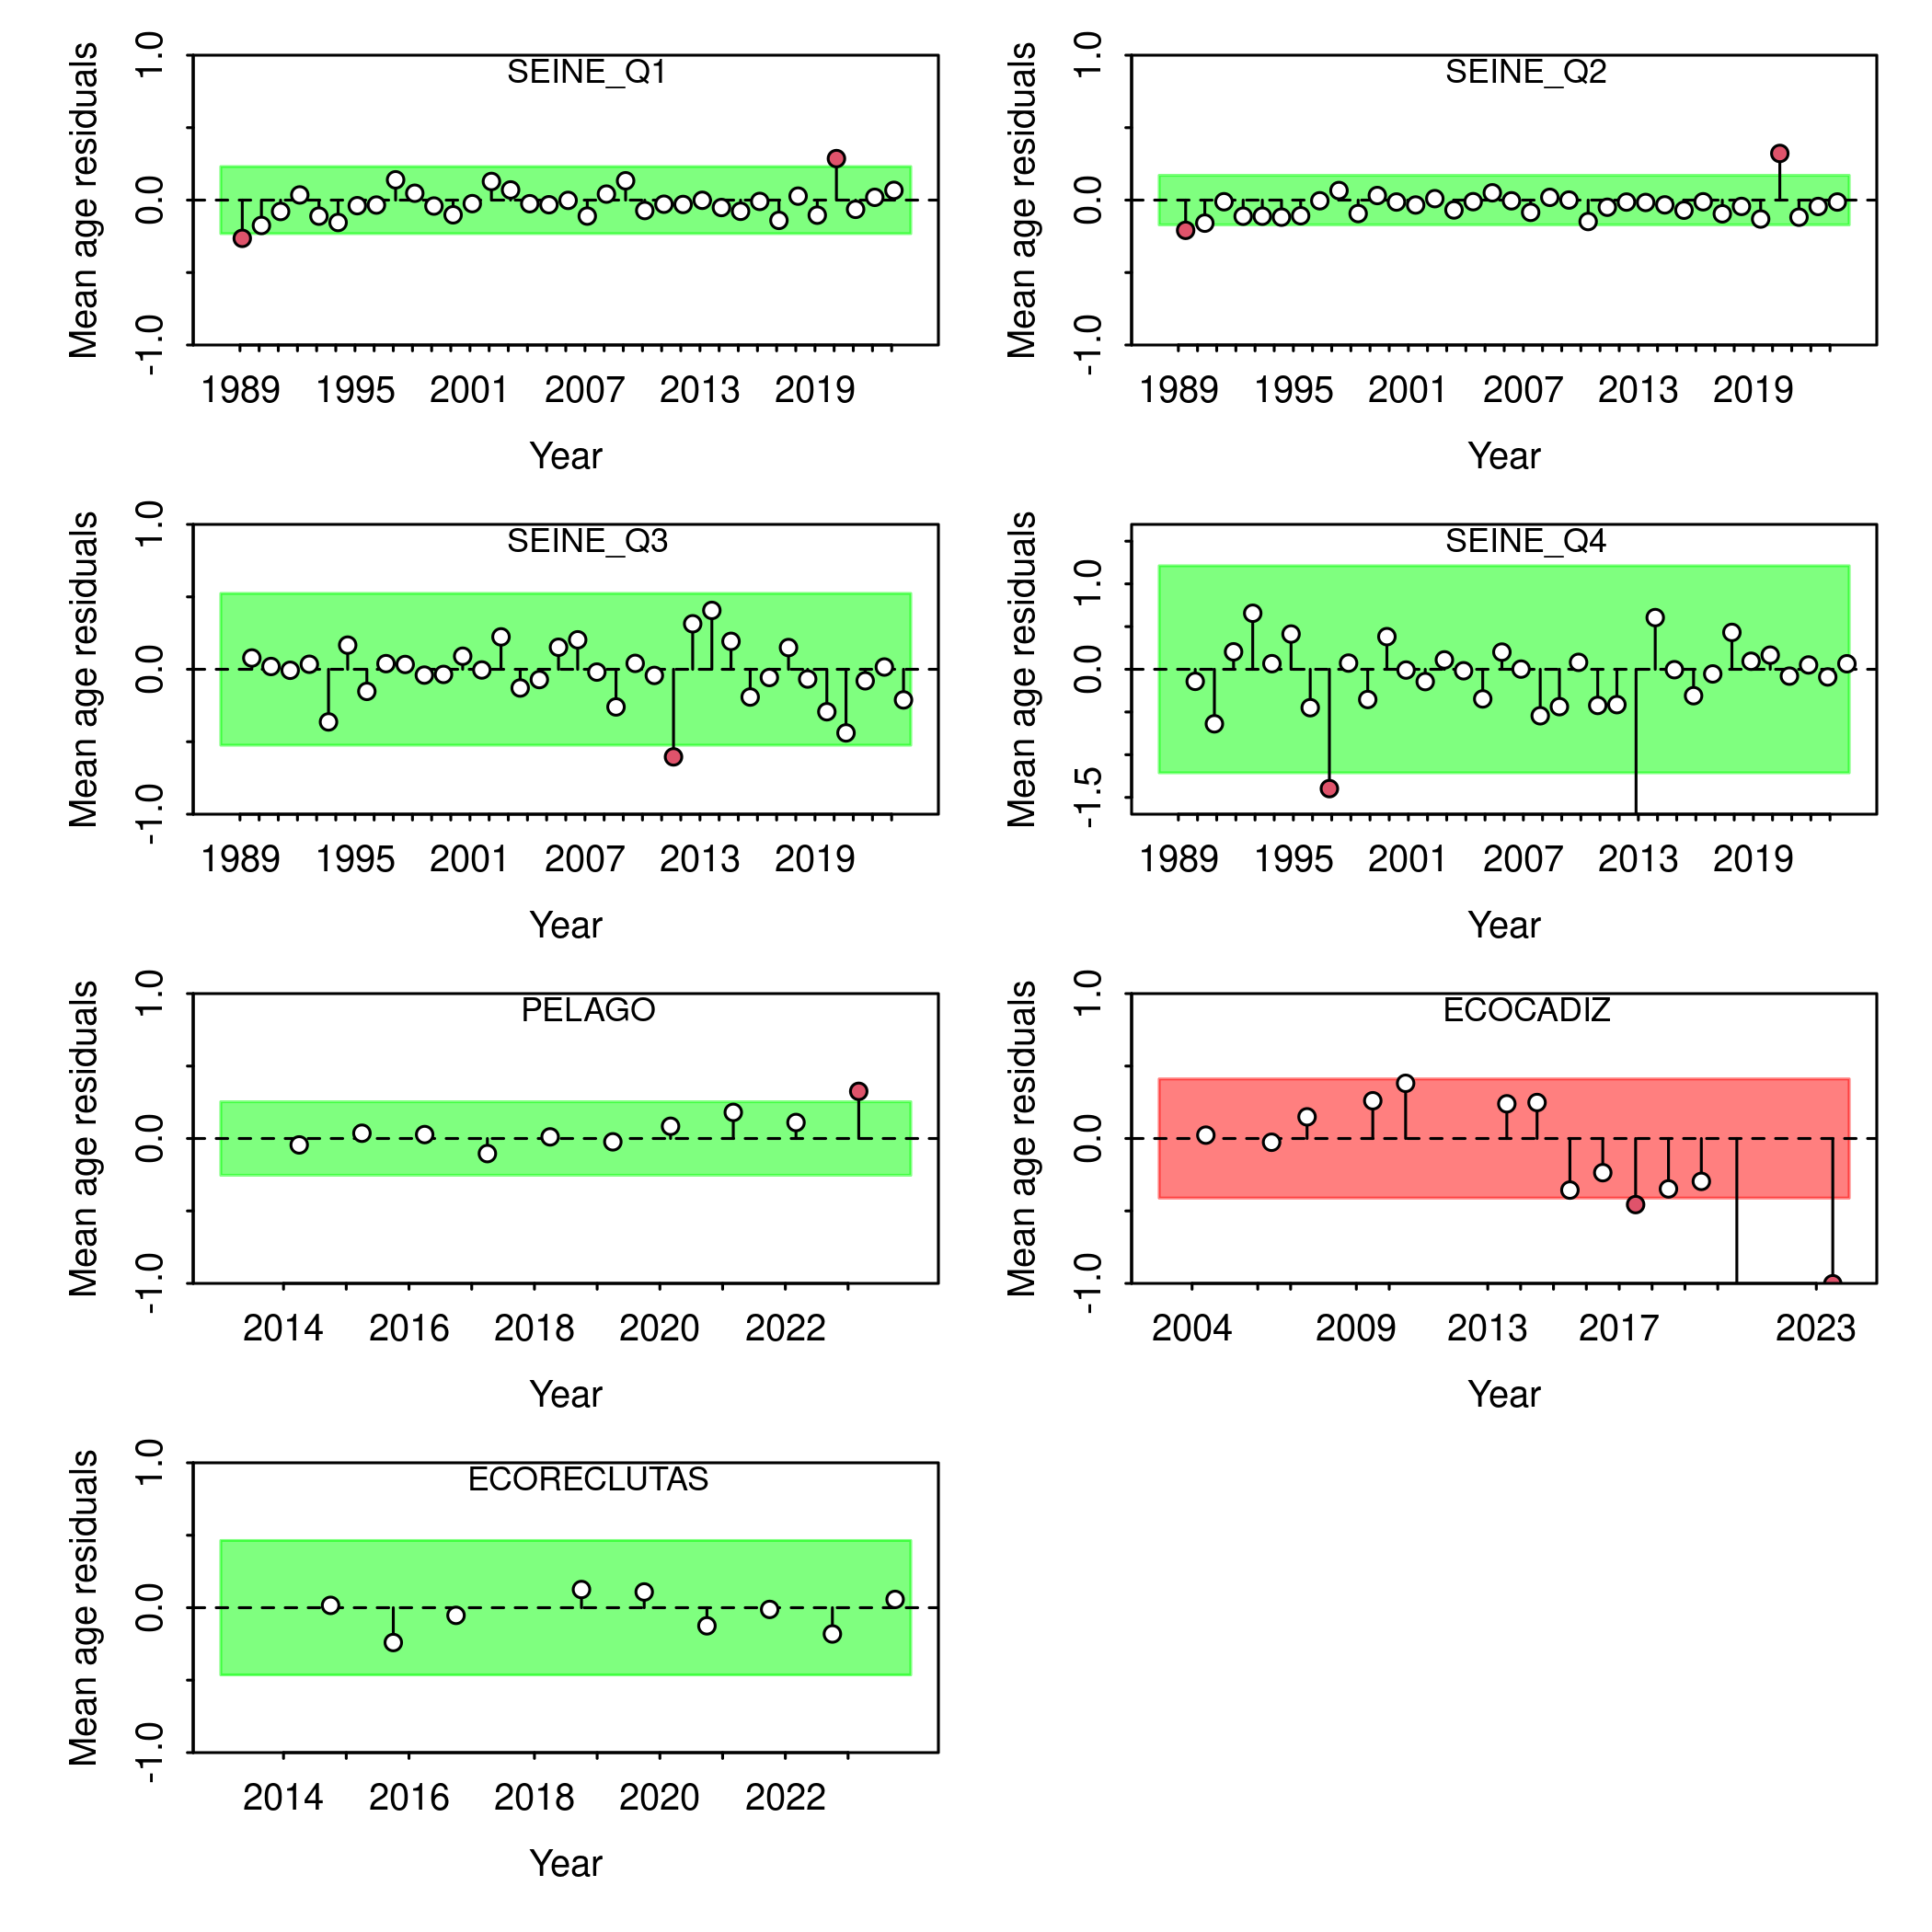 SEINE_Q1
Mean age residuals
1.0
0.0
-1.0
1989 1995 2001 2007 2013 2019
Year
SEINE_Q2
Mean age residuals
1.0
0.0
-1.0
1989 1995 2001 2007 2013 2019
Year
SEINE_Q3
Mean age residuals
1.0
0.0
-1.0
1989 1995 2001 2007 2013 2019
Year
SEINE_Q4
Mean age residuals
1.0
0.0
-1.5
1989 1995 2001 2007 2013 2019
Year
PELAGO
Mean age residuals
1.0
0.0
-1.0
2014 2016 2018 2020 2022
Year
ECOCADIZ
Mean age residuals
1.0
0.0
-1.0
2004 2009 2013 2017 2023
Year
ECORECLUTAS
Mean age residuals
1.0
0.0
-1.0
2014 2016 2018 2020 2022
Year